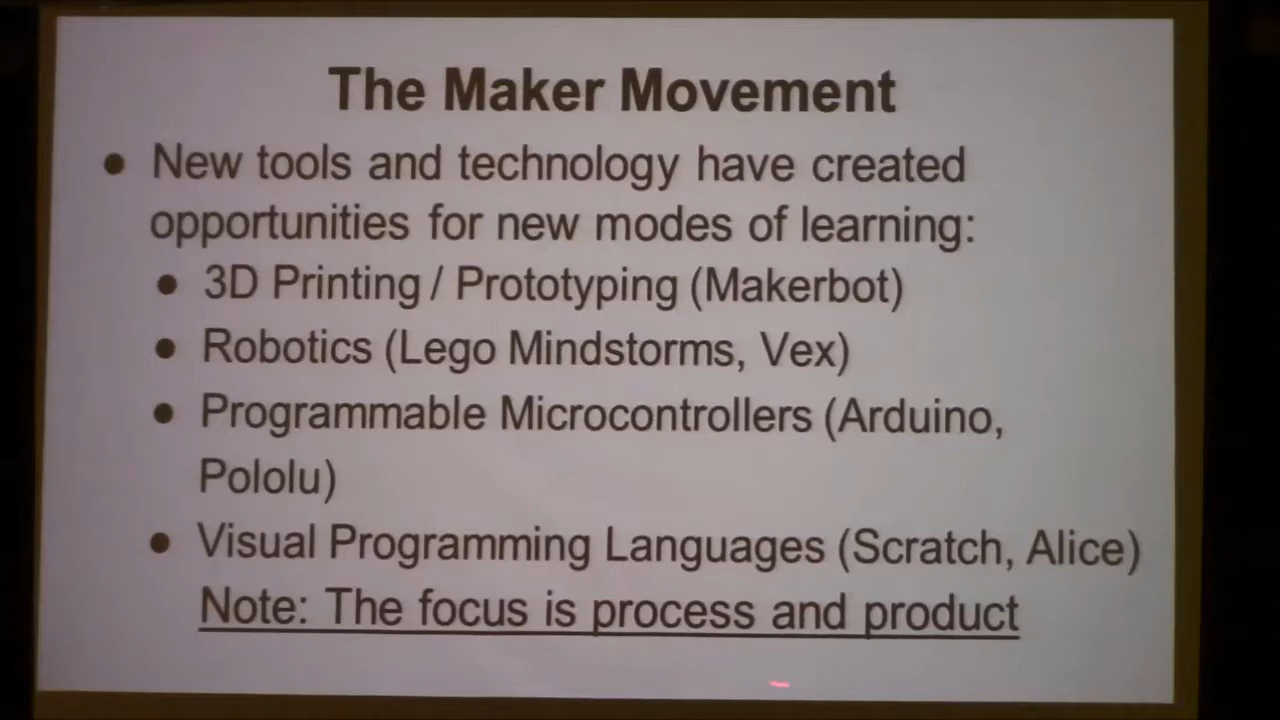 The Maker Movement
● New tools and technology have created
opportunities for new modes of learning:
● 3D Printing / Prototyping (Makerbot)
● Robotics (Lego Mindstorms, Vex)
● Programmable Microcontrollers (Arduino,
Pololu)
● Visual Programming Languages (Scratch, Alice)
Note: The focus is process and product